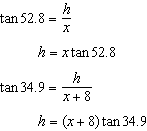 tan 52.8 = h/x
h = x tan 52.8
tan 34.9 = h/(x + 8)
h = (x + 8) tan 34.9